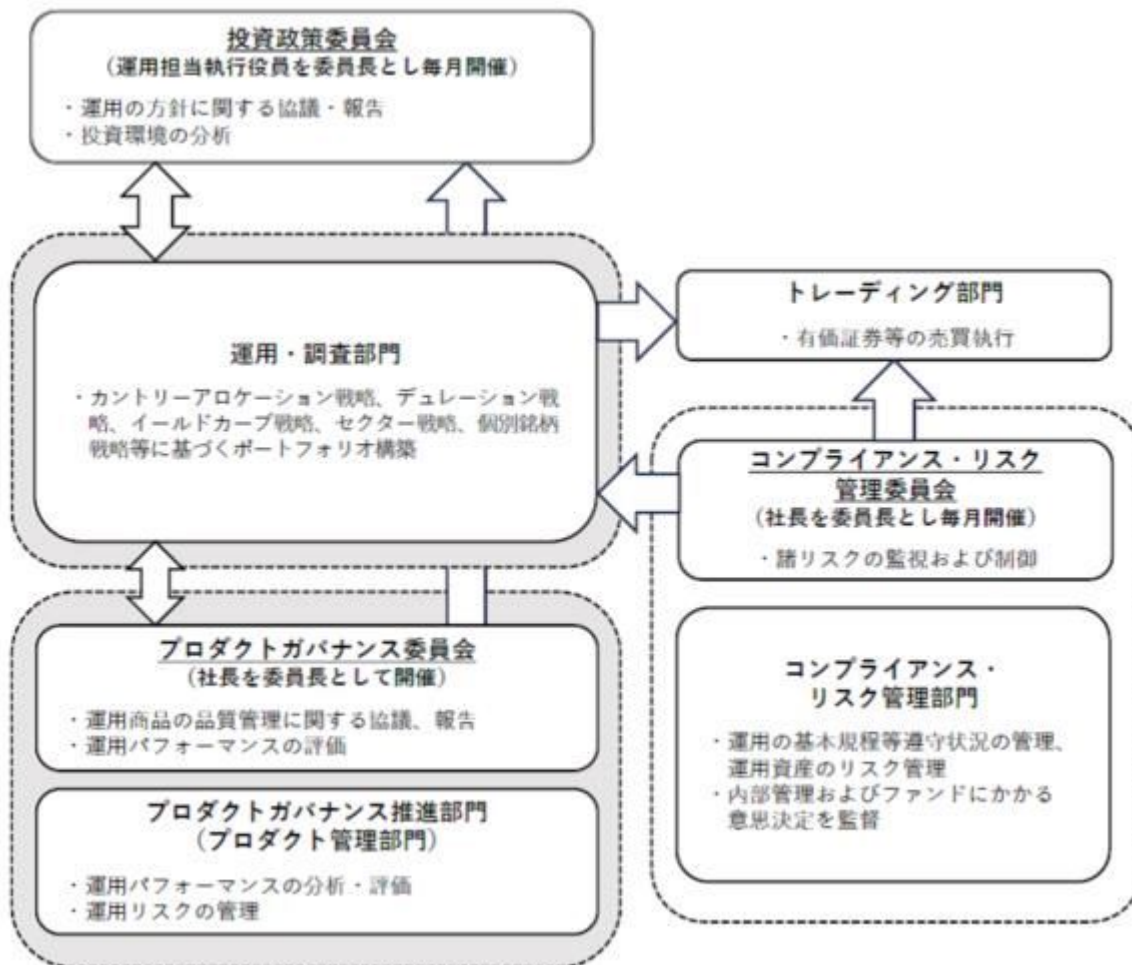 投資政策委員会
(運用担当執行役員を委員長とし毎月開催)
・運用の方針に関する協議・報告
・投資環境の分析
運用・調査部門
・カントリーアロケーション戦略、デュレーション戦
略、イールドカーブ戦略、セクター戦略、個別銘柄
戦略等に基づくポートフォリオ構築
トレーディング部門
・有価証券等の売買執行
コンプライアンス・リスク
管理委員会
(社長を委員長とし毎月開催)
・諸リスクの監視および制御
プロダクトガバナンス委員会
(社長を委員長として開催)
・運用商品の品質管理に関する協議、報告
・運用パフォーマンスの評価
プロダクトガバナンス推進部門
(プロダクト管理部門)
・運用パフォーマンスの分析・評価
・運用リスクの管理
コンプライアンス・
リスク管理部門
・運用の基本規程等遵守状況の管理、
運用資産のリスク管理
・内部管理およびファンドにかかる
意思決定を監督